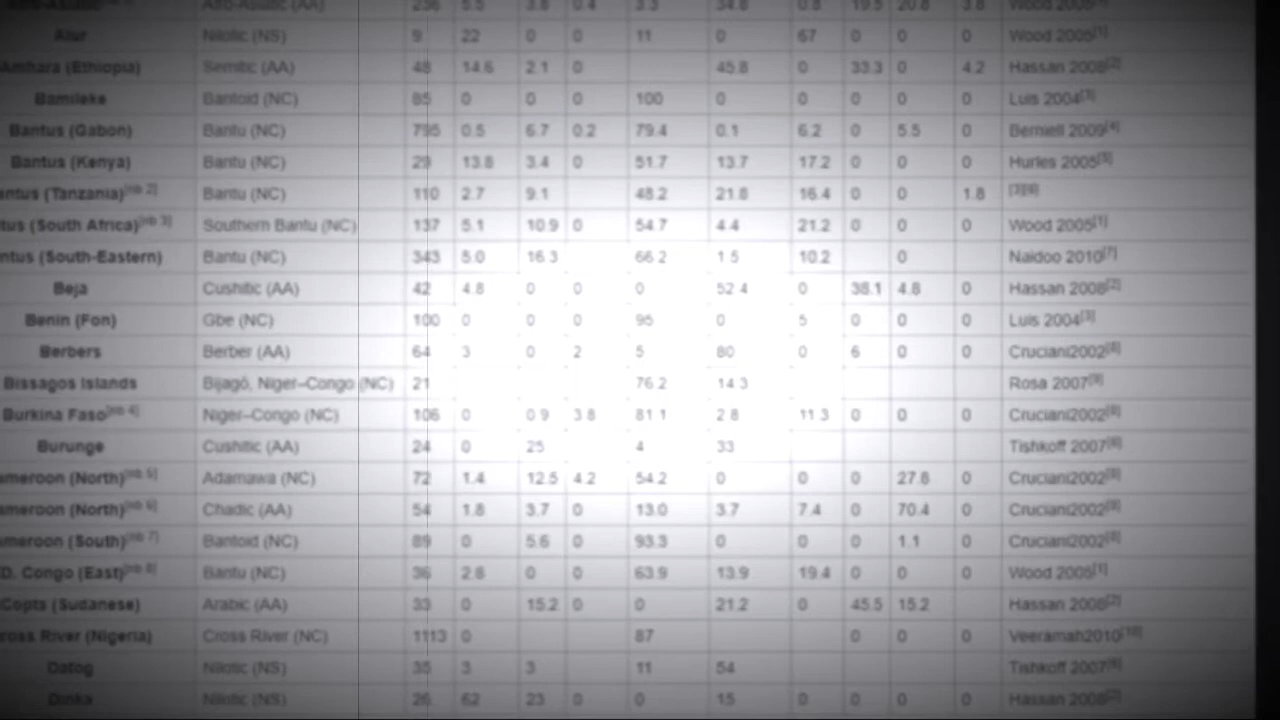 Afro-Asiatic (AA) 236 5.5 3.8 0.4 3.3 34.8 0.8 19.5 20.8 3.8 Wood 2005
Alur Nilotic (NS) 9 22 0 0 11 0 67 0 0 0 Wood 2005[1]
Amhara (Ethiopia) Semitic (AA) 48 14.6 2.1 0 45.8 0 33.3 0 4.2 Hassan 2008[2]
Bamileke Bantoid (NC) 85 0 0 0 100 0 0 0 0 0 Luis 2004[3]
Bantus (Gabon) Bantu (NC) 795 0.5 6.7 0.2 79.4 0.1 6.2 0 5.5 0 Berniell 2009[4]
Bantus (Kenya) Bantu (NC) 29 13.8 3.4 0 51.7 13.7 17.2 0 0 0 Hurles 2005[5]
antus (Tanzania)[nb 2] Bantu (NC) 110 2.7 9.1 48.2 21.8 16.4 0 0 1.8 [3][6]
tus (South Africa)[nb 3] Southern Bantu (NC) 137 5.1 10.9 0 54.7 4.4 21.2 0 0 0 Wood 2005[1]
ntus (South-Eastern) Bantu (NC) 343 5.0 16.3 66.2 1.5 10.2 0 Naidoo 2010[7]
Beja Cushitic (AA) 42 4.8 0 0 0 52.4 0 38.1 4.8 0 Hassan 2008[2]
Benin (Fon) Gbe (NC) 100 0 0 0 95 0 5 0 0 0 Luis 2004[3]
Berbers Berber (AA) 64 3 0 2 5 80 0 6 0 0 Cruciani2002[8]
Bissagos Islands Bijagó, Niger–Congo (NC) 21 76.2 14.3 Rosa 2007[9]
Burkina Faso[nb 4] Niger–Congo (NC) 106 0 0.9 3.8 81.1 2.8 11.3 0 0 0 Cruciani2002[8]
Burunge Cushitic (AA) 24 0 25 4 33 Tishkoff 2007[6]
ameroon (North)[nb 5] Adamawa (NC) 72 1.4 12.5 4.2 54.2 0 0 0 27.8 0 Cruciani2002[8]
ameroon (North)[nb 6] Chadic (AA) 54 1.8 3.7 0 13.0 3.7 7.4 0 70.4 0 Cruciani2002[8]
ameroon (South)[nb 7] Bantoid (NC) 89 0 5.6 0 93.3 0 0 0 1.1 0 Cruciani2002[8]
D. Congo (East)[nb 8] Bantu (NC) 36 2.8 0 0 63.9 13.9 19.4 0 0 0 Wood 2005[1]
Copts (Sudanese) Arabic (AA) 33 0 15.2 0 0 21.2 0 45.5 15.2 Hassan 2008[2]
ross River (Nigeria) Cross River (NC) 1113 0 87 0 0 0 Veeramah2010[10]
Datog Nilotic (NS) 35 3 3 11 54 Tishkoff 2007[6]
Dinka Nilotic (NS) 26 62 23 0 0 15 0 0 0 0 Hassan 2008[2]